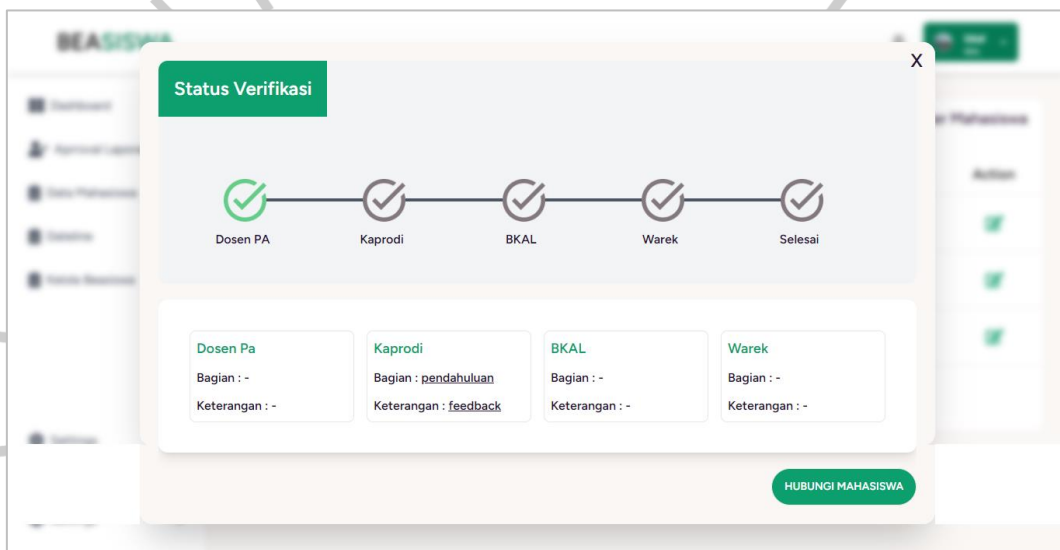 BEASISWA
X
Status Verifikasi
Dosen PA
Kaprodi
BKAL
Warek
Selesai
Dosen Pa
Bagian : -
Keterangan : -
Kaprodi
Bagian : pendahuluan
Keterangan : feedback
BKAL
Bagian : -
Keterangan : -
Warek
Bagian : -
Keterangan : -
HUBUNGI MAHASISWA